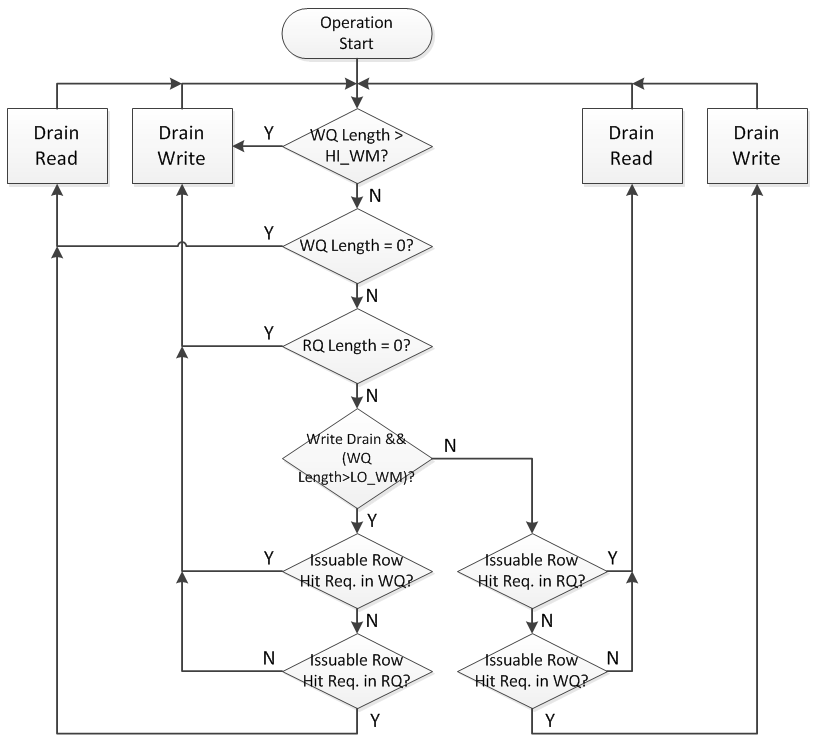 Operation
Start
Drain
Read
Drain
Write
Y
WQ Length >
HI_WM?
Drain
Read
Drain
Write
N
Y
WQ Length = 0?
N
Y
RQ Length = 0?
N
Write Drain &&
(WQ
Length>LO_WM)?
N
Y
Y
Issuable Row
Hit Req. in WQ?
Issuable Row
Hit Req. in RQ?
Y
N
N
N
Issuable Row
Hit Req. in RQ?
Issuable Row
Hit Req. in WQ?
N
Y
Y